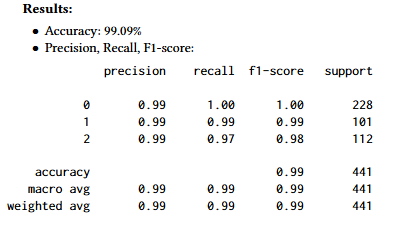 Results:
• Accuracy: 99.09%
• Precision, Recall, F1-score:
precision recall f1-score support
0 0.99 1.00 1.00 228
1 0.99 0.99 0.99 101
2 0.99 0.97 0.98 112
accuracy 0.99 441
macro avg 0.99 0.99 0.99 441
weighted avg 0.99 0.99 0.99 441